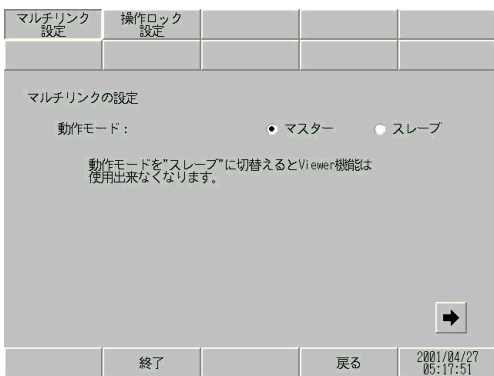 マルチリンク
設定
操作ロック
設定
マルチリンクの設定
動作モード： マスター スレーブ
動作モードを”スレーブ”に切替えるとViewer機能は
使用出来なくなります。
終了
戻る
2001/04/27
05:17:51